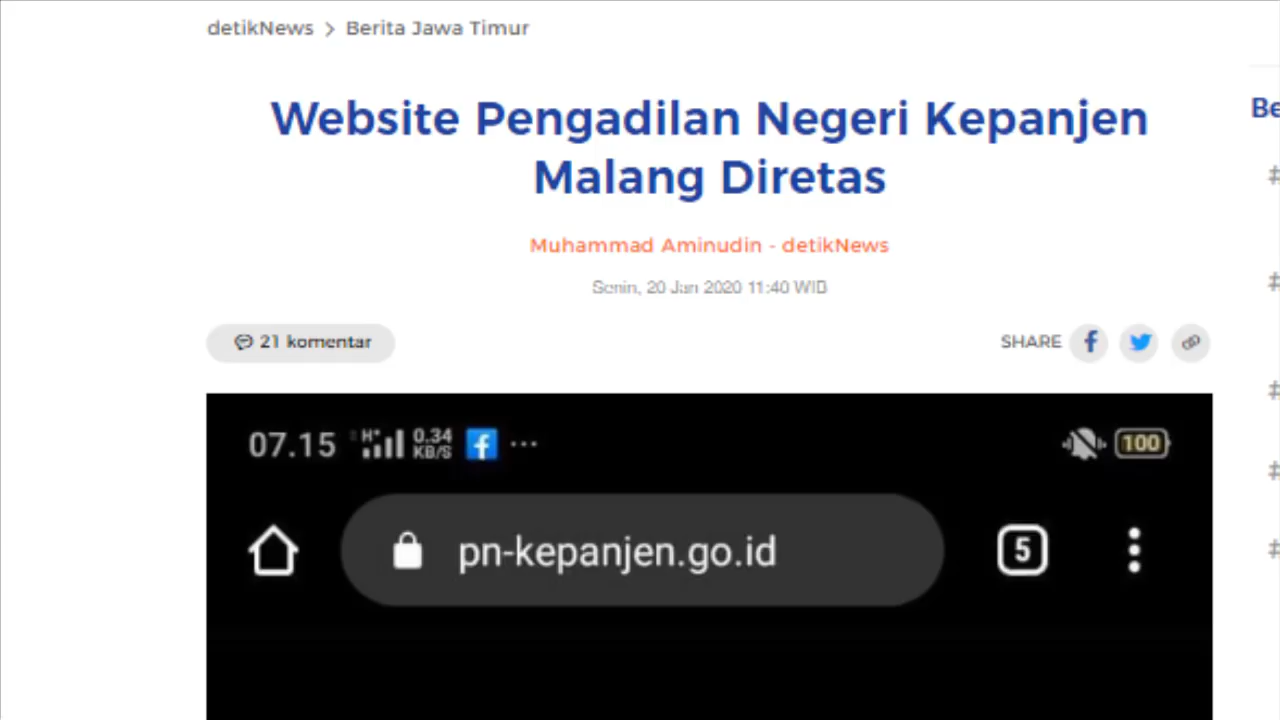 detikNews > Berita Jawa Timur
Website Pengadilan Negeri Kepanjen
Malang Diretas
Muhammad Aminudin - detikNews
Senin, 20 Jan 2020 11:40 WIB
21 komentar
SHARE
Be
#
#
#
#
#
07.15 H+ 0.34 KB/S ... 100
pn-kepanjen.go.id 5